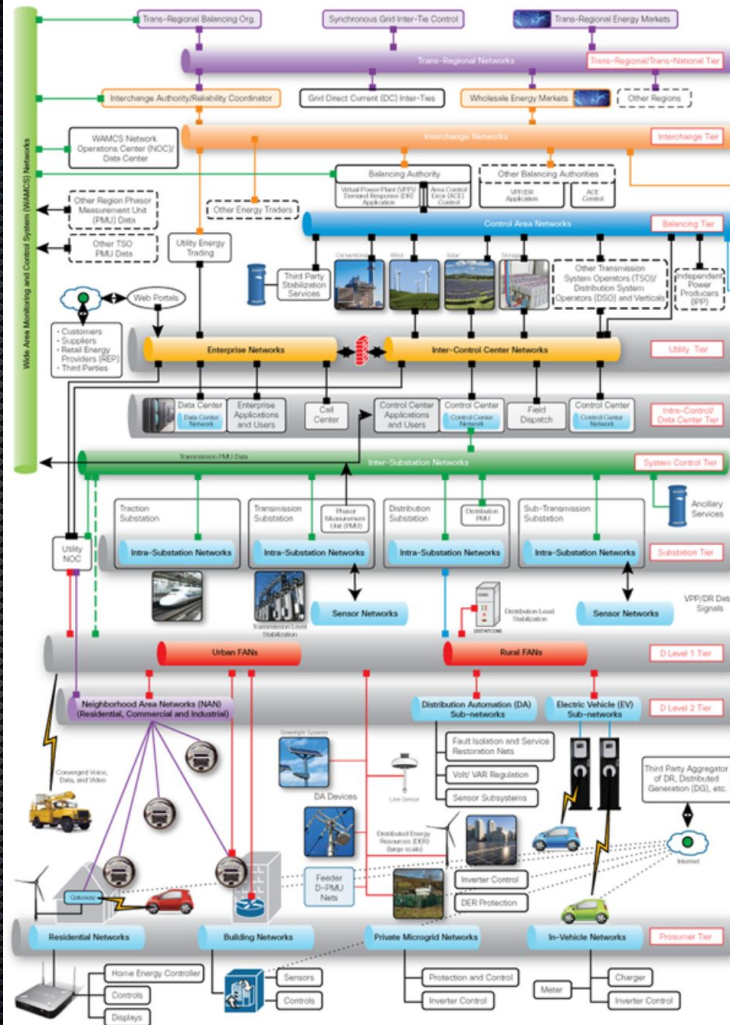 Trans-Regional Balancing Org.
Synchronous Grid Inter-Tie Control
Trans-Regional Energy Markets
Trans-Regional Networks
Trans-Regional/Trans-National Tier
Interchange Authority/Reliability Coordinator
Grid Direct Current (DC) Inter-Ties
Wholesale Energy Markets
Other Regions
Interchange Networks
Interchange Tier
Wide Area Monitoring and Control System (WAMCS) Networks
WAMCS Network
Operations Center (NOC)/
Data Center
Balancing Authority
Virtual Power Plant (VPP)/
Demand Response (DR)
Application
Area Control
Error (ACE)
Control
Other Balancing Authorities
VPP/DR
Application
ACE
Control
Other Region Phasor
Measurement Unit
(PMU) Data
Other Energy Traders
Control Area Networks
Balancing Tier
Other TSO
PMU Data
Utility Energy
Trading
Third Party
Stabilization
Services
Conventional
Wind
Solar
Storage
Other Transmission
System Operators (TSO)/
Distribution System
Operators (DSO) and Verticals
Independent
Power
Producers
(IPP)
Web Portals
• Customers
• Suppliers
• Retail Energy
Providers (REP)
• Third Parties
Enterprise Networks
Inter-Control Center Networks
Utility Tier
Data Center
Data Center
Network
Enterprise
Applications
and Users
Call
Center
Control Center
Applications
and Users
Control Center
Control Center
Network
Field
Dispatch
Control Center
Control Center
Network
Intra-Control/
Data Center Tier
Transmission PMU Data
Inter-Substation Networks
System Control Tier
Traction
Substation
Transmission
Substation
Phasor
Measurement
Unit (PMU)
Distribution
Substation
Distribution
PMU
Sub-Transmission
Substation
Ancillary
Services
Utility
NOC
Intra-Substation Networks
Intra-Substation Networks
Intra-Substation Networks
Intra-Substation Networks
Substation Tier
Transmission Level
Stabilization
Sensor Networks
Distribution Level
Stabilization
Sensor Networks
VPP/DR Data
Signals
Urban FANs
Rural FANs
D Level 1 Tier
Neighborhood Area Networks (NAN)
(Residential, Commercial and Industrial)
Distribution Automation (DA)
Sub-networks
Electric Vehicle (EV)
Sub-networks
D Level 2 Tier
Streetlight Systems
Fault Isolation and Service
Restoration Nets
Volt/ VAR Regulation
Sensor Subsystems
Converged Voice,
Data, and Video
DA Devices
Line Sensor
Third Party Aggregator
of DR, Distributed
Generation (DG), etc.
Distributed Energy
Resources (DER)
(large scale)
Internet
Feeder
D-PMU
Nets
Inverter Control
DER Protection
Gateway
Residential Networks
Building Networks
Private Microgrid Networks
In-Vehicle Networks
Prosumer Tier
Home Energy Controller
Controls
Displays
Sensors
Controls
Protection and Control
Inverter Control
Meter
Charger
Inverter Control